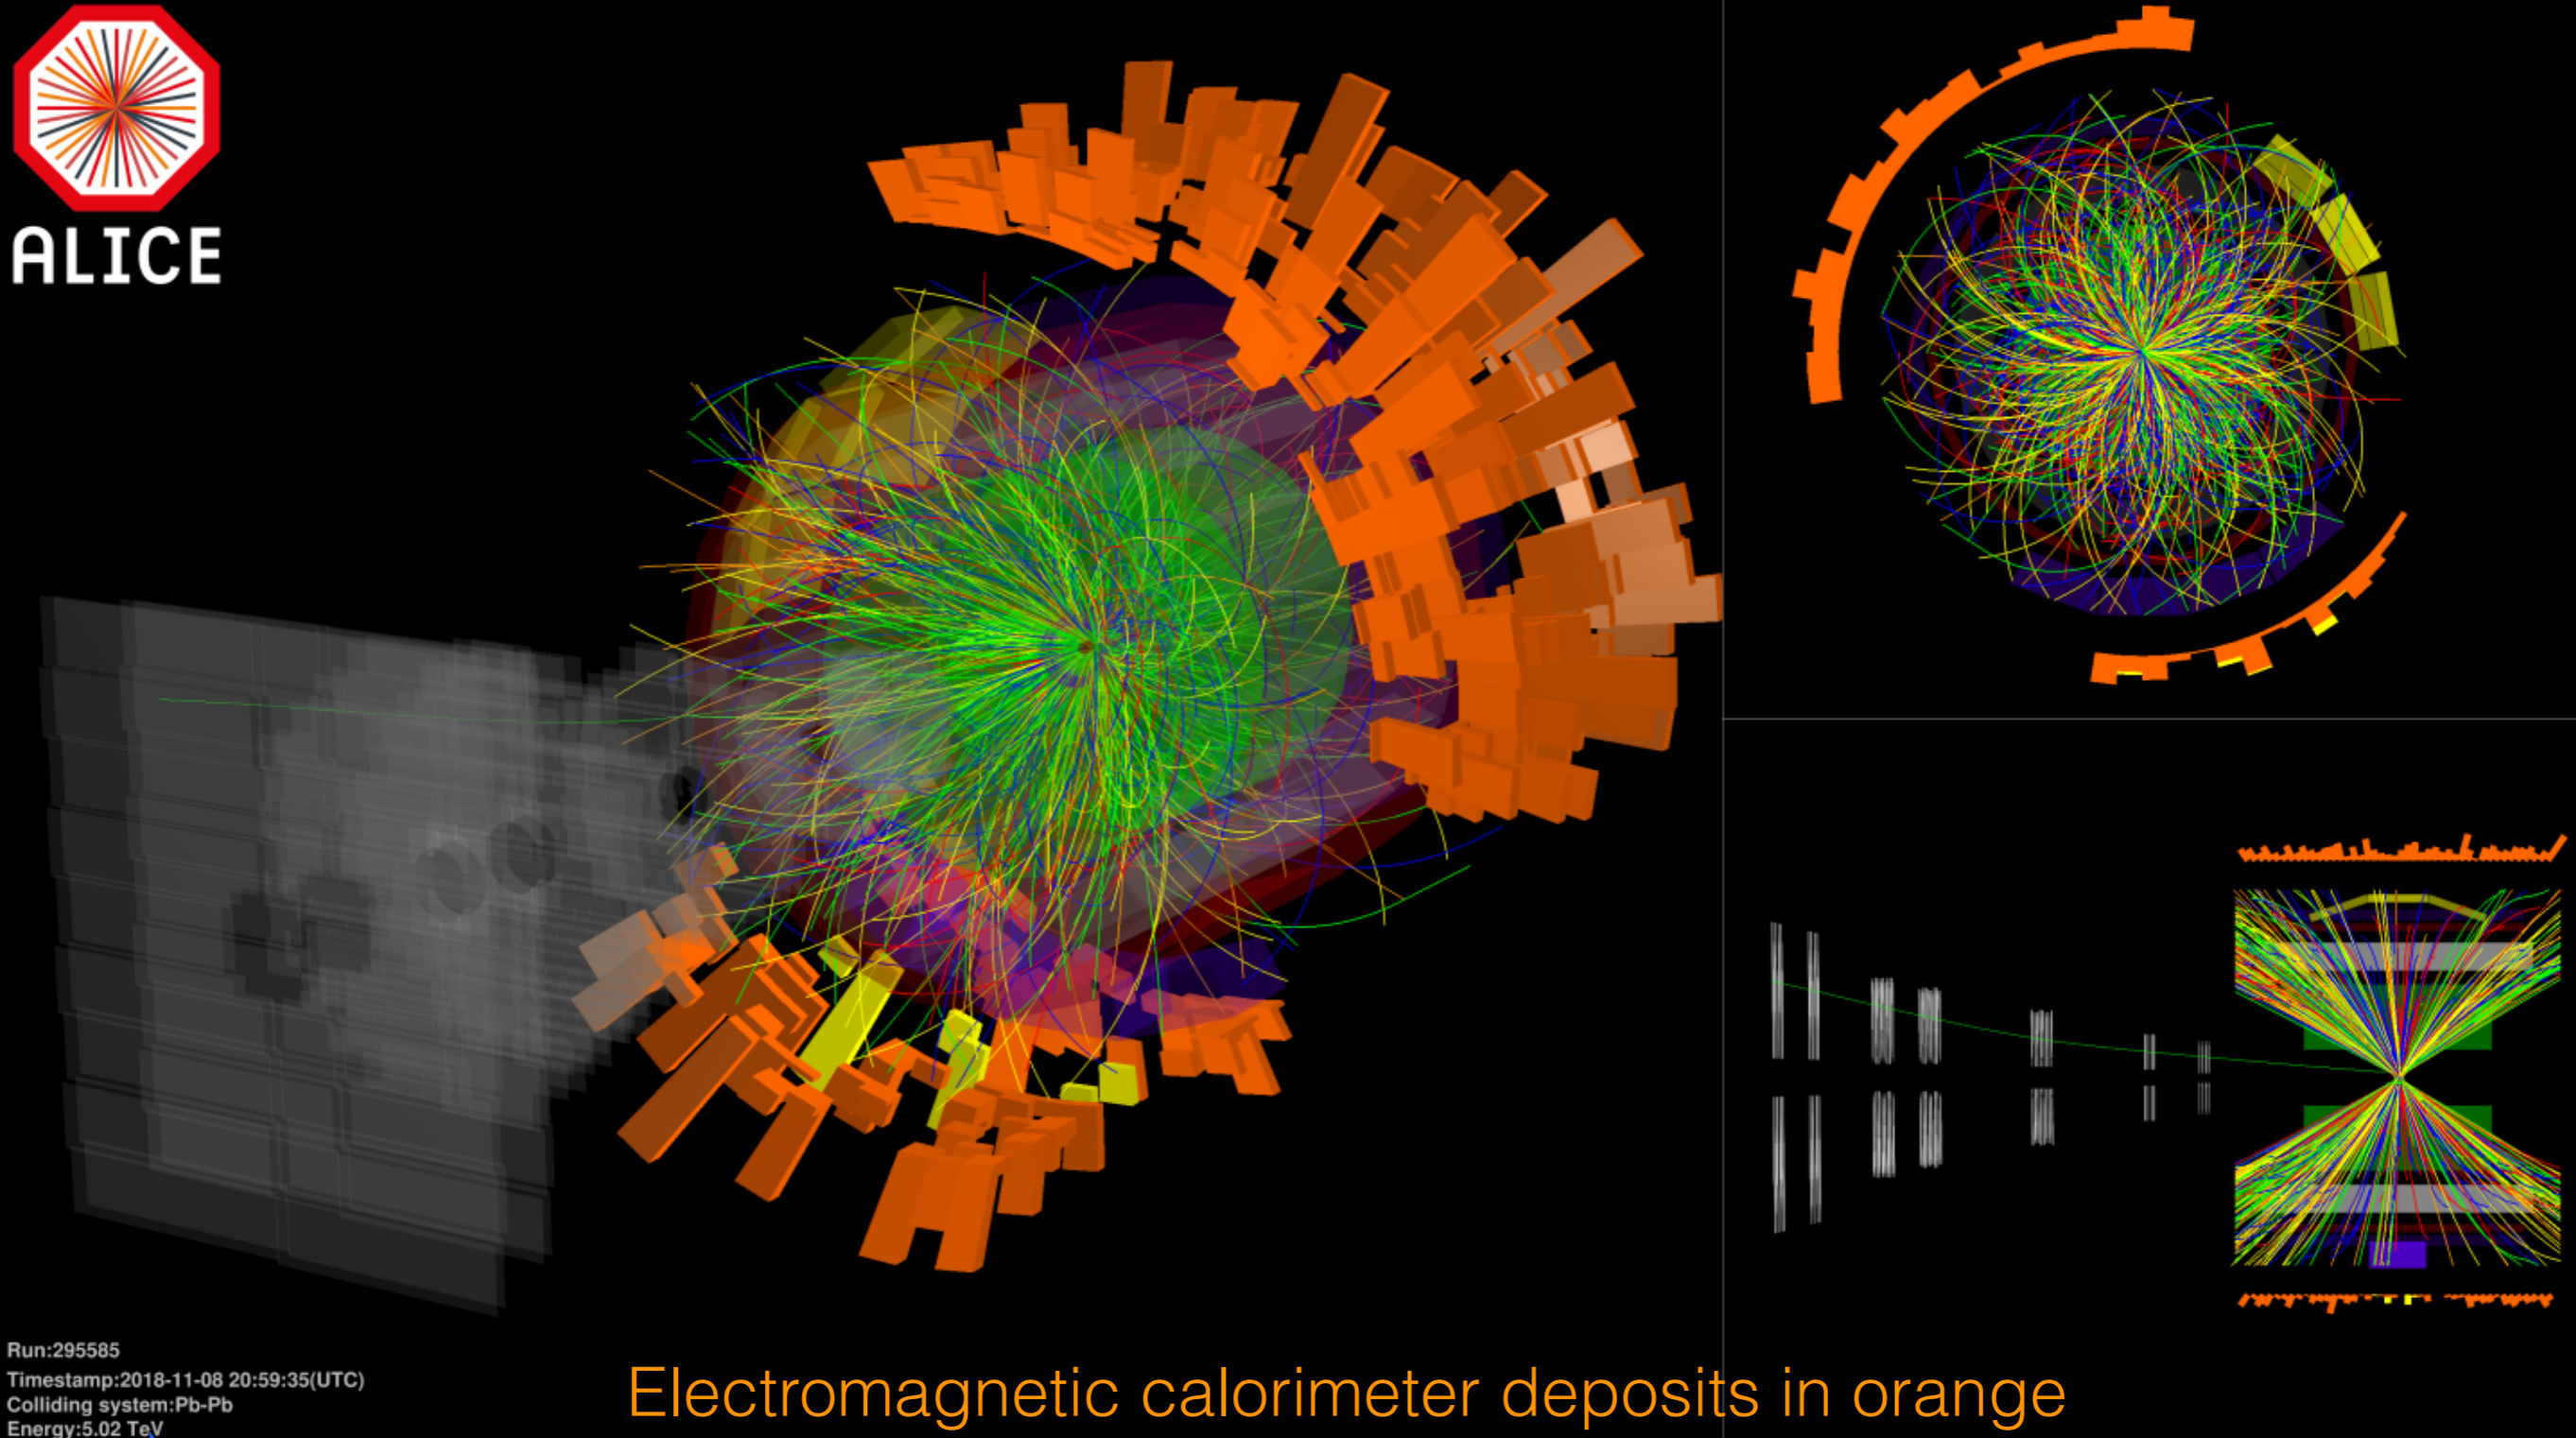 ALICE
Run:295585
Timestamp:2018-11-08 20:59:35(UTC)
Colliding system:Pb-Pb
Energy:5.02 TeV
Electromagnetic calorimeter deposits in orange